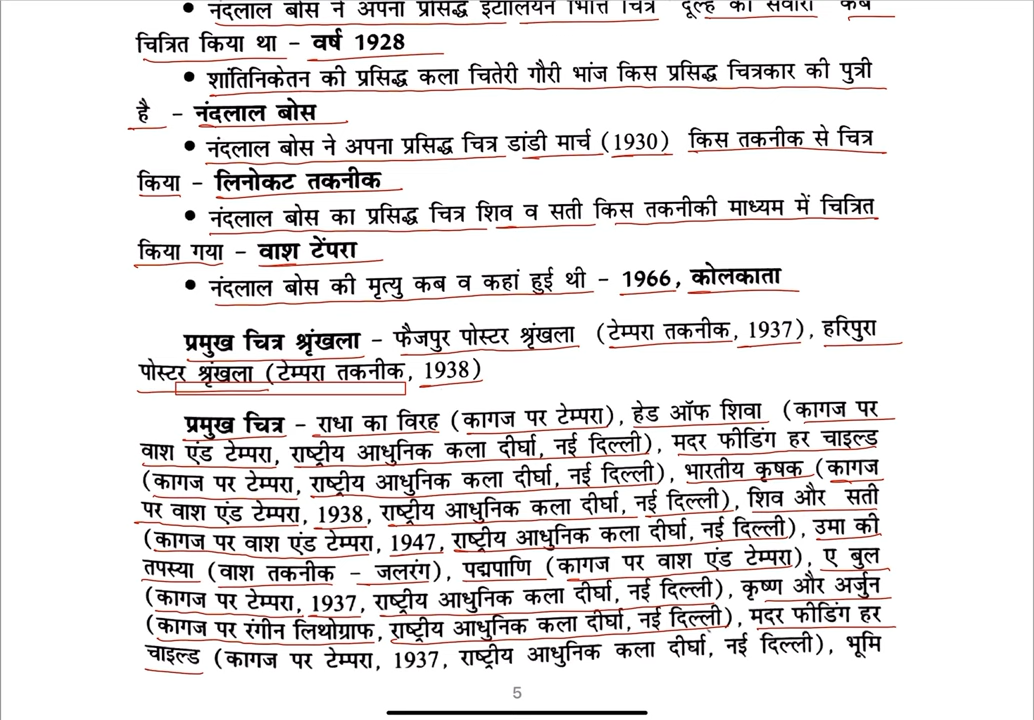 • नंदलाल बोस ने अपना प्रसिद्ध इटालियन भित्ति चित्र दूल्हे की सवारी कब
चित्रित किया था – वर्ष 1928
• शांतिनिकेतन की प्रसिद्ध कला चितेरी गौरी भांज किस प्रसिद्ध चित्रकार की पुत्री
है – नंदलाल बोस
• नंदलाल बोस ने अपना प्रसिद्ध चित्र डांडी मार्च (1930) किस तकनीक से चित्र
किया – लिनोकट तकनीक
• नंदलाल बोस का प्रसिद्ध चित्र शिव व सती किस तकनीकी माध्यम में चित्रित
किया गया – वाश टेंपरा
• नंदलाल बोस की मृत्यु कब व कहां हुई थी – 1966, कोलकाता
प्रमुख चित्र श्रृंखला – फैजपुर पोस्टर श्रृंखला (टेम्परा तकनीक, 1937), हरिपुरा
पोस्टर श्रृंखला (टेम्परा तकनीक, 1938)
प्रमुख चित्र – राधा का विरह (कागज पर टेम्परा), हेड ऑफ शिवा (कागज पर
वाश एंड टेम्परा, राष्ट्रीय आधुनिक कला दीर्घा, नई दिल्ली), मदर फीडिंग हर चाइल्ड
(कागज पर टेम्परा, राष्ट्रीय आधुनिक कला दीर्घा, नई दिल्ली), भारतीय कृषक (कागज
पर वाश एंड टेम्परा, 1938, राष्ट्रीय आधुनिक कला दीर्घा, नई दिल्ली), शिव और सती
(कागज पर वाश एंड टेम्परा, 1947, राष्ट्रीय आधुनिक कला दीर्घा, नई दिल्ली), उमा की
तपस्या (वाश तकनीक – जलरंग), पद्मपाणि (कागज पर वाश एंड टेम्परा), ए बुल
(कागज पर टेम्परा, 1937, राष्ट्रीय आधुनिक कला दीर्घा, नई दिल्ली), कृष्ण और अर्जुन
(कागज पर रंगीन लिथोग्राफ, राष्ट्रीय आधुनिक कला दीर्घा, नई दिल्ली), मदर फीडिंग हर
चाइल्ड (कागज पर टेम्परा, 1937, राष्ट्रीय आधुनिक कला दीर्घा, नई दिल्ली), भूमि
5